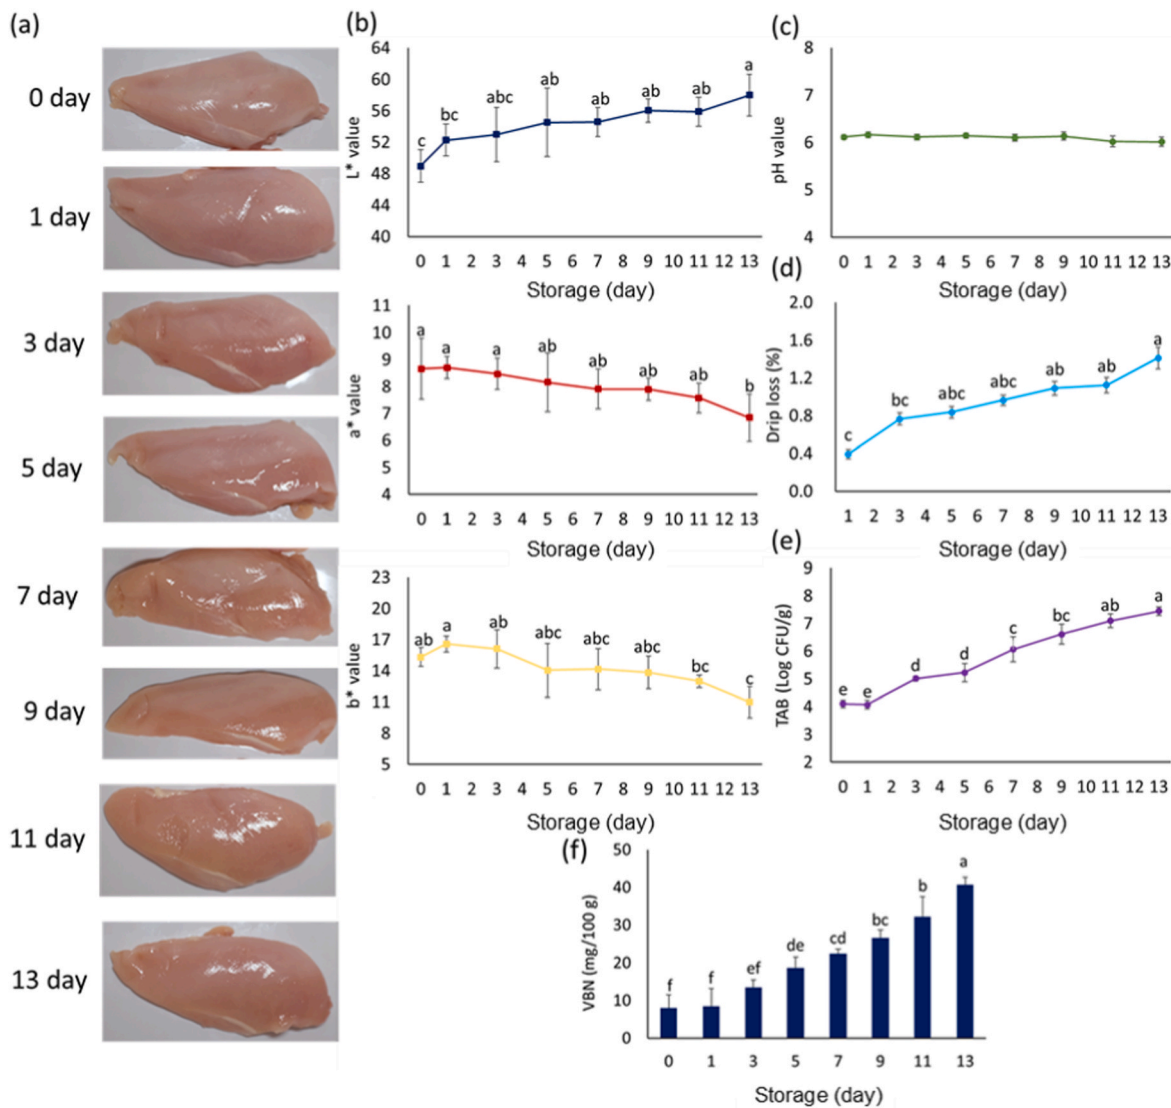 (a)
0 day
1 day
3 day
5 day
7 day
9 day
11 day
13 day
(b)
L* value
64
60
56
52
48
44
40
c
bc
abc
ab
ab
ab
ab
a
0 1 2 3 4 5 6 7 8 9 10 11 12 13
Storage (day)
a* value
11
10
9
8
7
6
5
4
a
a
a
ab
ab
ab
ab
b
0 1 2 3 4 5 6 7 8 9 10 11 12 13
Storage (day)
b* value
23
20
17
14
11
8
5
ab
a
ab
abc
abc
abc
bc
c
0 1 2 3 4 5 6 7 8 9 10 11 12 13
Storage (day)
(c)
pH value
8
7
6
5
4
0 1 2 3 4 5 6 7 8 9 10 11 12 13
Storage (day)
(d)
Drip loss (%)
2.0
1.6
1.2
0.8
0.4
0.0
c
bc
abc
abc
ab
ab
a
1 2 3 4 5 6 7 8 9 10 11 12 13
Storage (day)
(e)
TAB (Log CFU/g)
9
8
7
6
5
4
3
2
e
e
d
d
c
bc
ab
a
0 1 2 3 4 5 6 7 8 9 10 11 12 13
Storage (day)
(f)
VBN (mg/100 g)
50
40
30
20
10
0
f
f
ef
de
cd
bc
b
a
0 1 3 5 7 9 11 13
Storage (day)